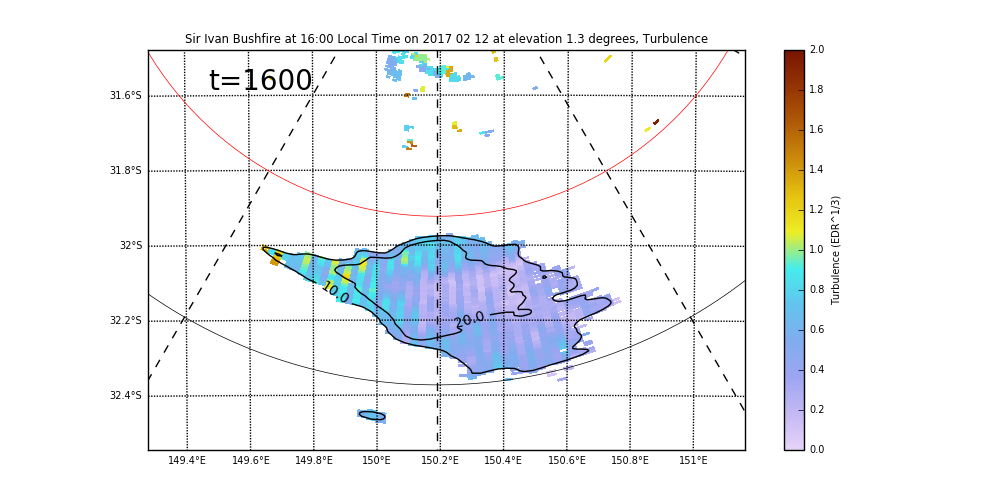 Sir Ivan Bushfire at 16:00 Local Time on 2017 02 12 at elevation 1.3 degrees, Turbulence
t=1600
31.6°S
31.8°S
32°S
32.2°S
32.4°S
10.0
20.0
149.4°E 149.6°E 149.8°E 150°E 150.2°E 150.4°E 150.6°E 150.8°E 151°E
2.0
1.8
1.6
1.4
1.2
1.0
0.8
0.6
0.4
0.2
0.0
Turbulence (EDR^1/3)